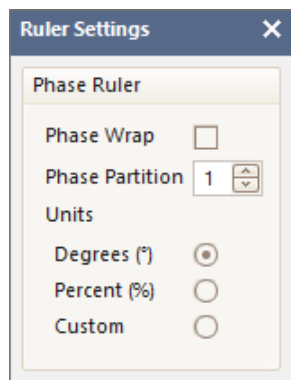 Ruler Settings
Phase Ruler
Phase Wrap
Phase Partition 1
Units
Degrees (°)
Percent (%)
Custom